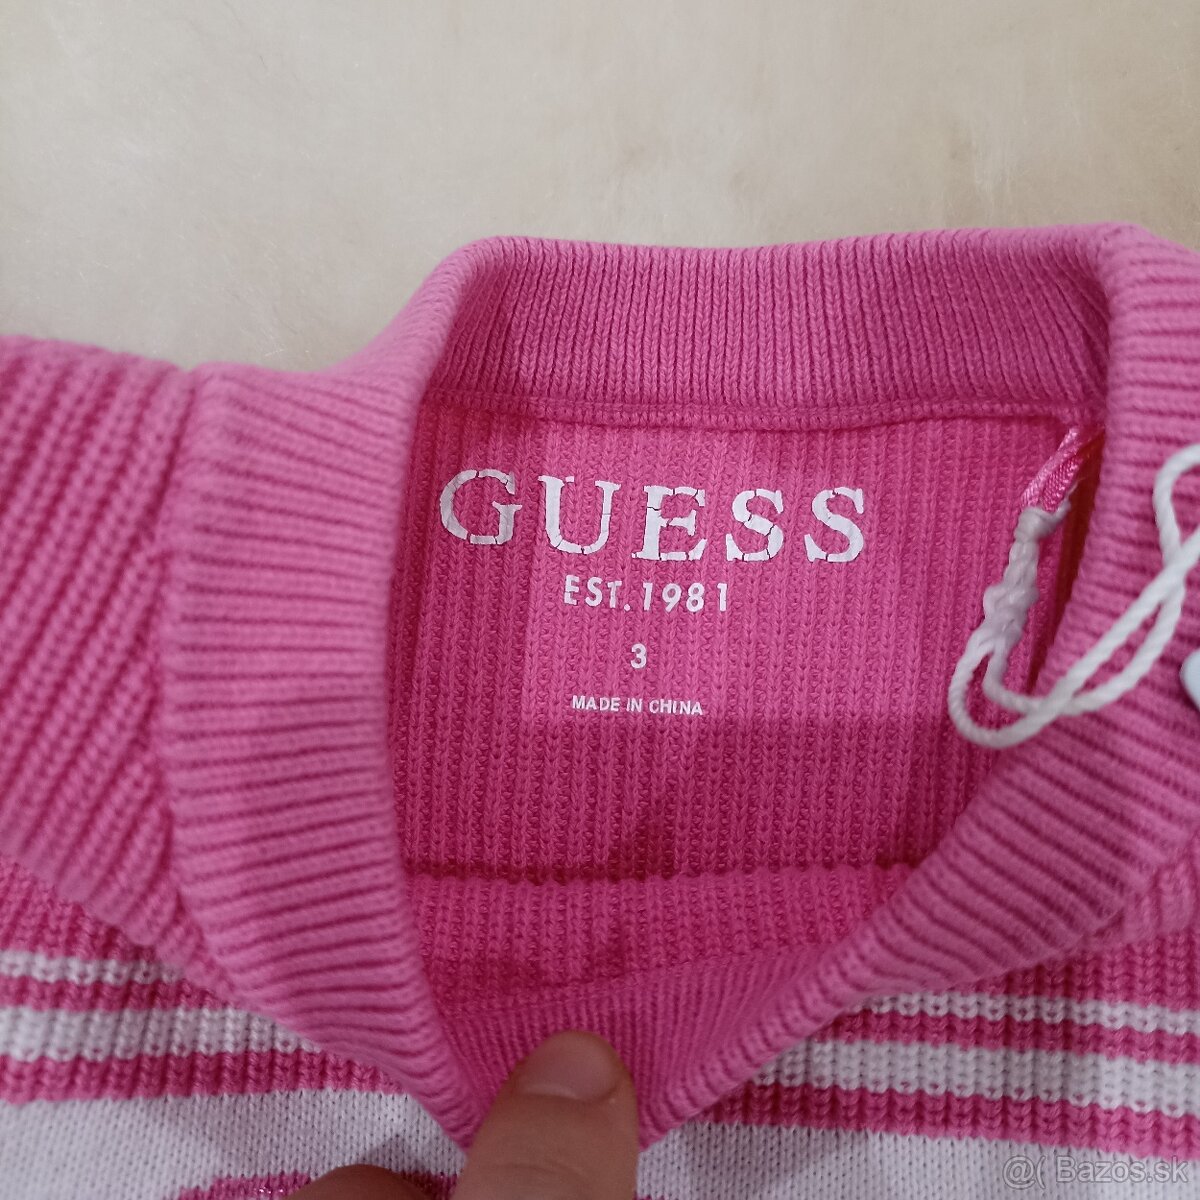 GUESS
EST. 1981
3
MADE IN CHINA
@( Bazos.sk